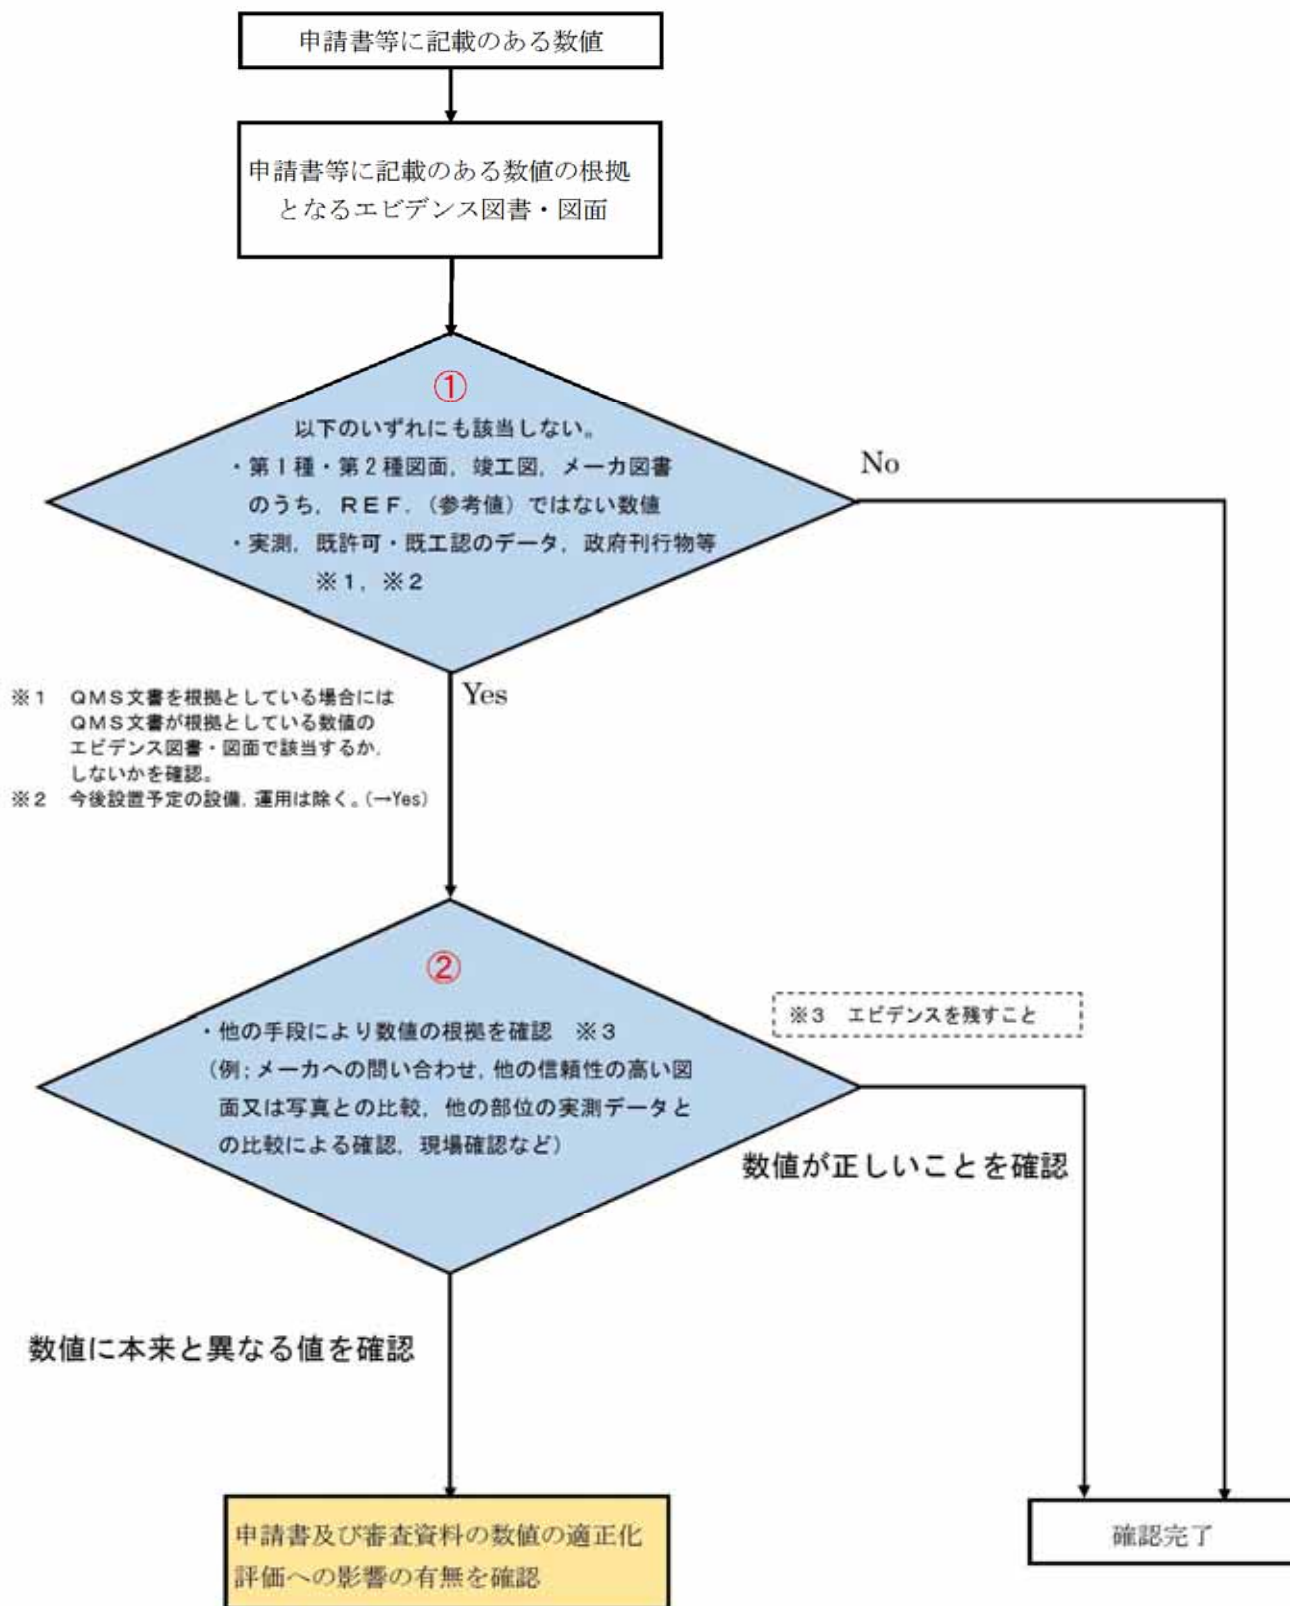 申請書等に記載のある数値
申請書等に記載のある数値の根拠
となるエビデンス図書・図面
①
以下のいずれにも該当しない。
・第1種・第2種図面，竣工図，メーカ図書
のうち，ＲＥＦ．（参考値）ではない数値
・実測，既許可・既工認のデータ，政府刊行物等
※１，※２
No
Yes
※１　ＱＭＳ文書を根拠としている場合には
ＱＭＳ文書が根拠としている数値の
エビデンス図書・図面で該当するか，
しないかを確認。
※２　今後設置予定の設備，運用は除く。（→Yes）
②
・他の手段により数値の根拠を確認　※３
（例；メーカへの問い合わせ，他の信頼性の高い図
面又は写真との比較，他の部位の実測データと
の比較による確認，現場確認など）
※３　エビデンスを残すこと
数値が正しいことを確認
数値に本来と異なる値を確認
申請書及び審査資料の数値の適正化
評価への影響の有無を確認
確認完了